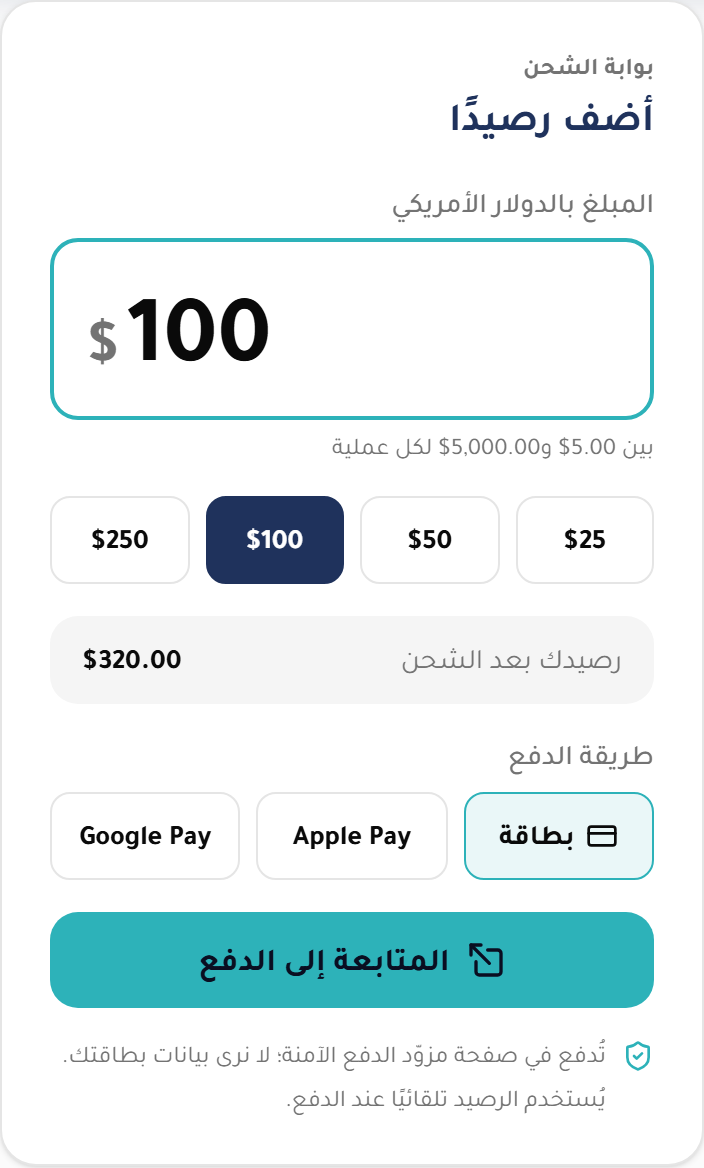 بوابة الشحن
أضف رصيدًا
المبلغ بالدولار الأمريكي
$ 100
بين $5.00 و$5,000.00 لكل عملية
$25
$50
$100
$250
رصيدك بعد الشحن
$320.00
طريقة الدفع
بطاقة
Apple Pay
Google Pay
المتابعة إلى الدفع
تُدفع في صفحة مزوّد الدفع الآمنة؛ لا نرى بيانات بطاقتك.
يُستخدم الرصيد تلقائيًا عند الدفع.